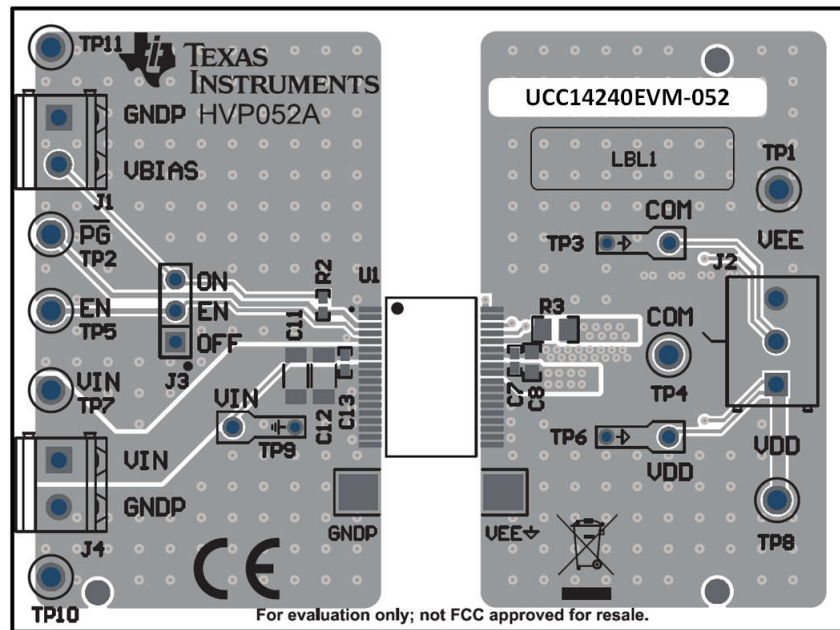 TP11
TEXAS
INSTRUMENTS
HVP052A
GNDP
VBIAS
J1
PG
TP2
EN
TP5
VIN
TP7
ON
EN
OFF
J3
R2
U1
C11
C12
C13
VIN
TP9
VIN
GNDP
J4
TP10
GNDP
CE
UCC14240EVM-052
LBL1
TP1
VEE
COM
TP3
J2
R3
COM
TP4
C7
C8
TP6
VDD
VDD
TP8
VEE
For evaluation only; not FCC approved for resale.